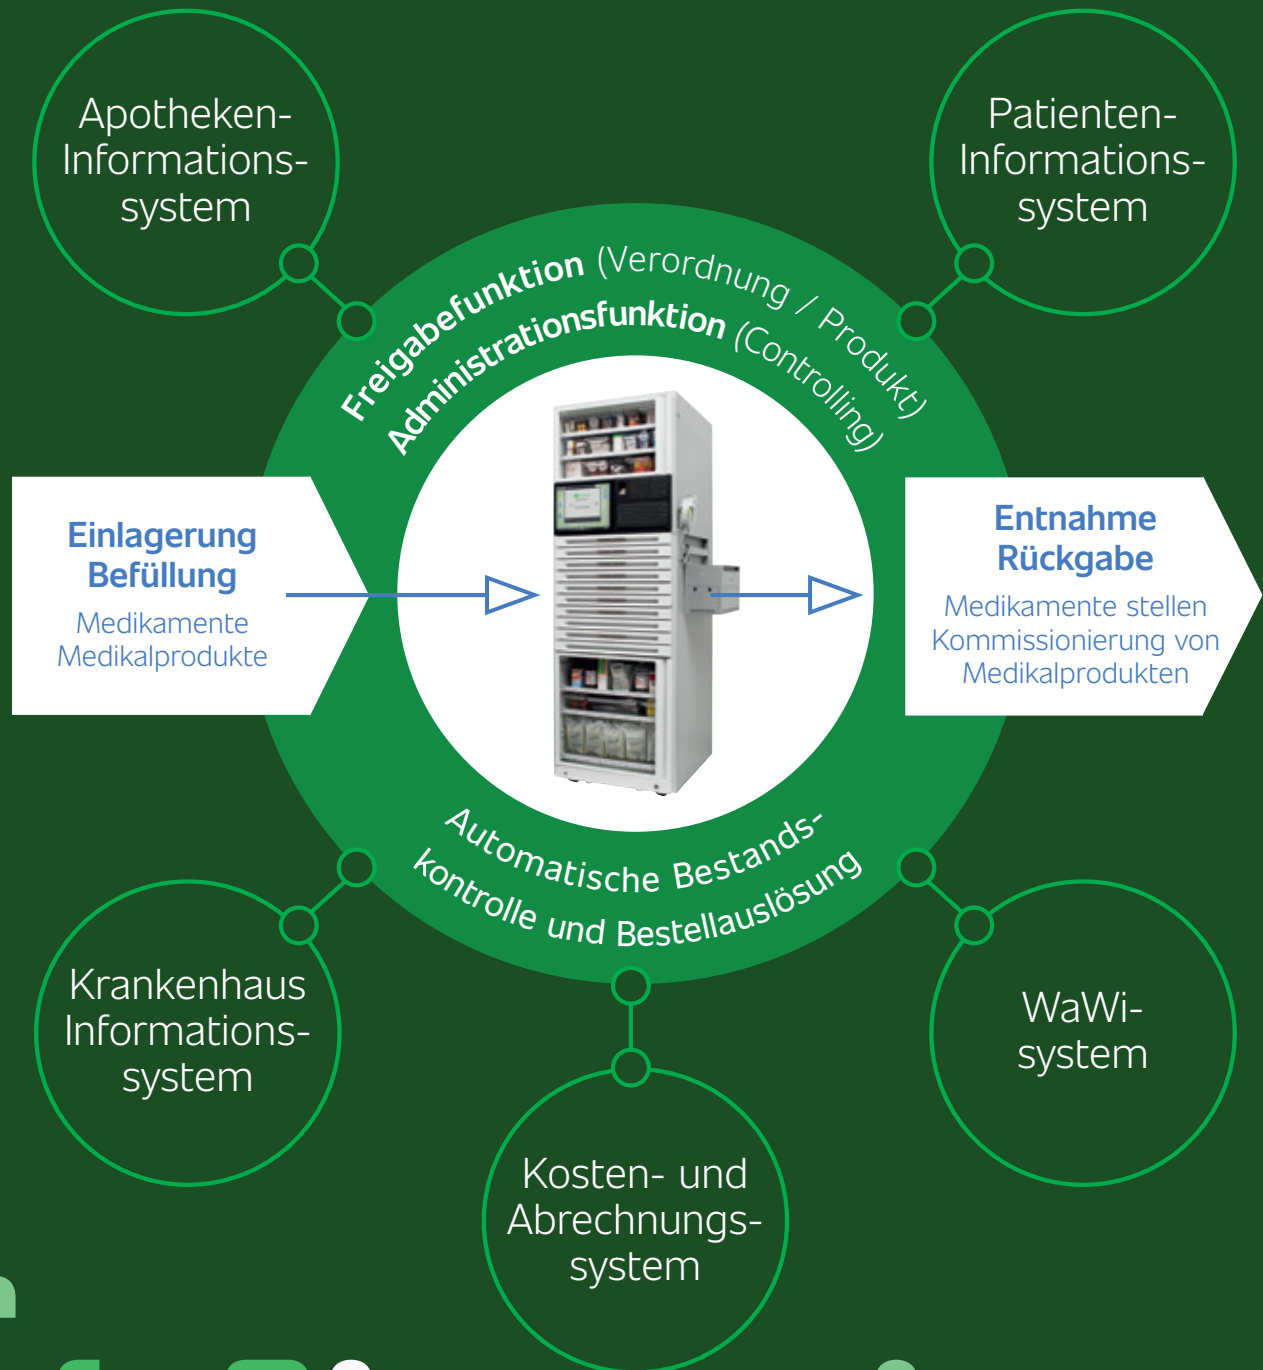 Apotheken-
Informations-
system
Patienten-
Informations-
system
Freigabefunktion (Verordnung / Produkt)
Administrationsfunktion (Controlling)
Einlagerung
Befüllung
Medikamente
Medikalprodukte
Entnahme
Rückgabe
Medikamente stellen
Kommissionierung von
Medikalprodukten
Automatische Bestands-
kontrolle und Bestellauslösung
Krankenhaus
Informations-
system
WaWi-
system
Kosten- und
Abrechnungs-
system